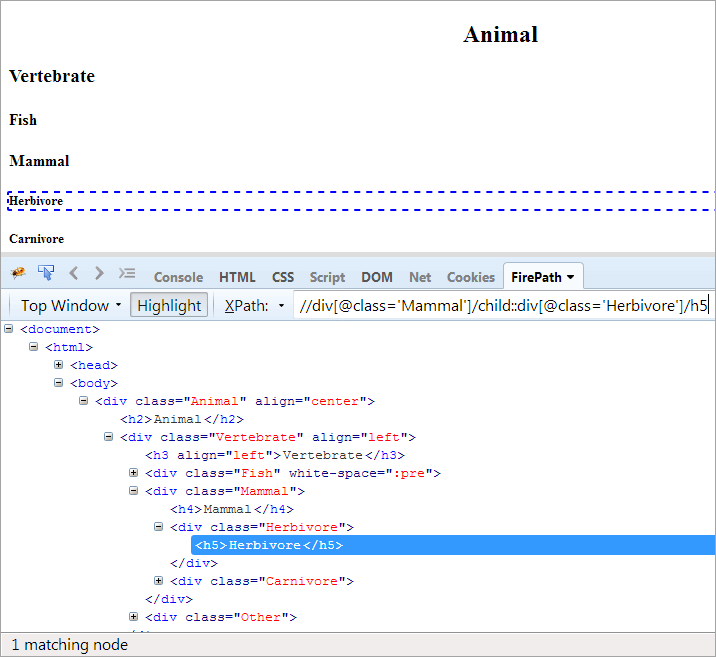 Animal
Vertebrate
Fish
Mammal
Herbivore
Carnivore
Console HTML CSS Script DOM Net Cookies FirePath
Top Window Highlight XPath: //div[@class='Mammal']/child::div[@class='Herbivore']/h5
<document>
<html>
<head>
<body>
<div class="Animal" align="center">
<h2>Animal</h2>
<div class="Vertebrate" align="left">
<h3 align="left">Vertebrate</h3>
<div class="Fish" white-space=":pre">
<div class="Mammal">
<h4>Mammal</h4>
<div class="Herbivore">
<h5>Herbivore</h5>
</div>
<div class="Carnivore">
</div>
<div class="Other">
1 matching node